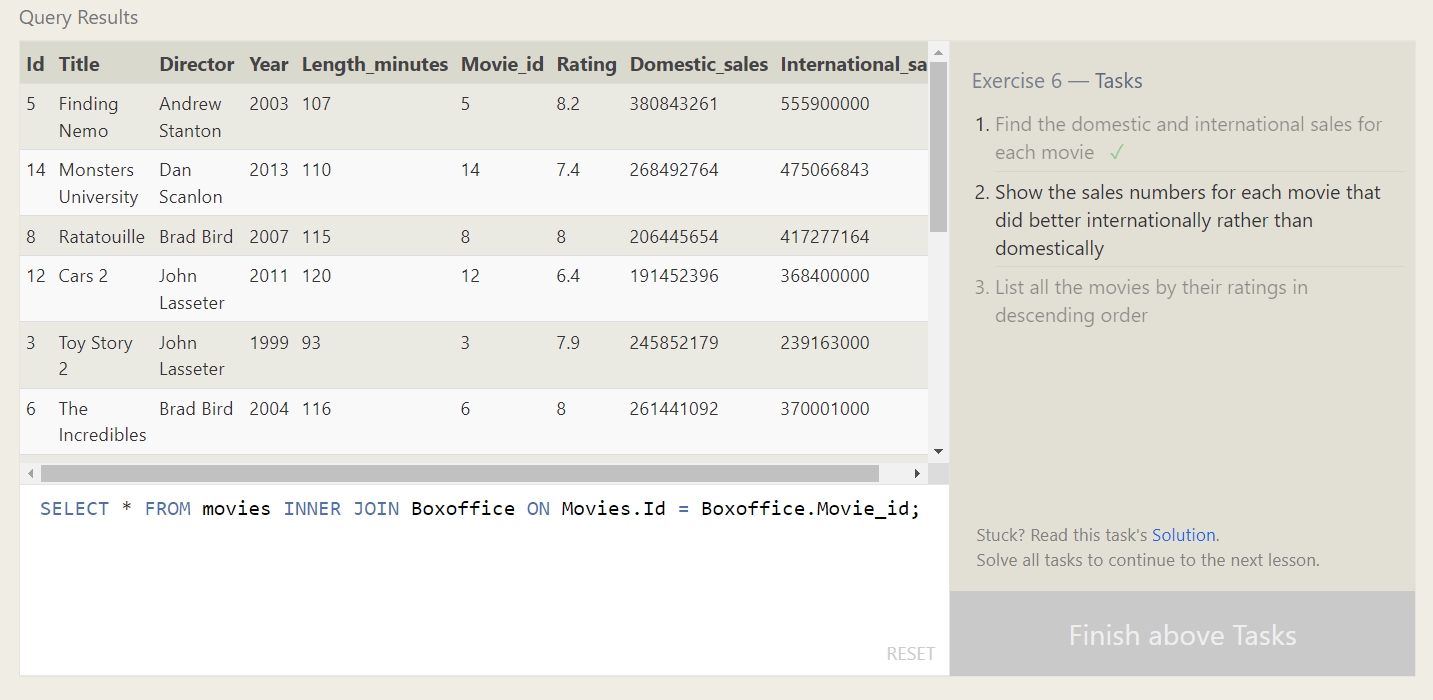 Query Results
Id Title Director Year Length_minutes Movie_id Rating Domestic_sales International_sa
5 Finding Nemo Andrew Stanton 2003 107 5 8.2 380843261 555900000
14 Monsters University Dan Scanlon 2013 110 14 7.4 268492764 475066843
8 Ratatouille Brad Bird 2007 115 8 8 206445654 417277164
12 Cars 2 John Lasseter 2011 120 12 6.4 191452396 368400000
3 Toy Story 2 John Lasseter 1999 93 3 7.9 245852179 239163000
6 The Incredibles Brad Bird 2004 116 6 8 261441092 370001000
SELECT * FROM movies INNER JOIN Boxoffice ON Movies.Id = Boxoffice.Movie_id;
RESET
Exercise 6 — Tasks
1. Find the domestic and international sales for
each movie ✓
2. Show the sales numbers for each movie that
did better internationally rather than
domestically
3. List all the movies by their ratings in
descending order
Stuck? Read this task's Solution.
Solve all tasks to continue to the next lesson.
Finish above Tasks